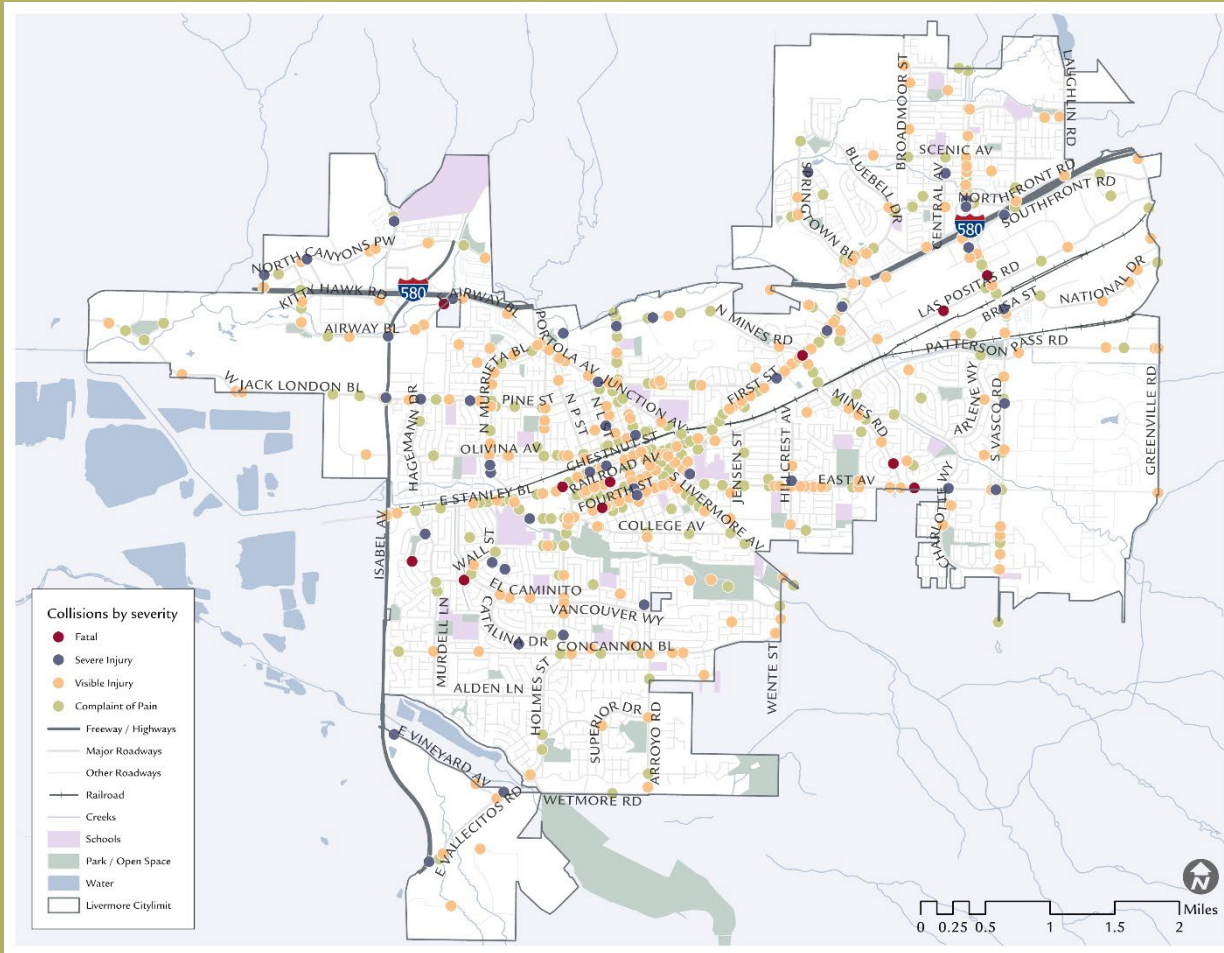 BROADMOOR ST
LAUGHLIN RD
SCENIC AV
BLUEBELL DR
SPRINGTOWN BL
CENTRAL AV
NORTHFRONT RD
SOUTHFRONT RD
580
NORTH CANYONS PW
KITTY HAWK RD
580
AIRWAY BL
AIRWAY BL
LAS POSITAS RD
BRISA ST
NATIONAL DR
N MINES RD
PORTOLA AV
PATTERSON PASS RD
W JACK LONDON BL
N MURRIETA BL
JUNCTION AV
FIRST ST
HAGEMANN DR
PINE ST
N P ST
N L ST
MINES RD
ARLENE WY
S VASCO RD
GREENVILLE RD
OLIVINA AV
CHESTNUT ST
RAILROAD AV
JENSEN ST
HILLCREST AV
EAST AV
E STANLEY BL
FOURTH ST
S LIVERMORE AV
COLLEGE AV
CHARLOTTE WY
ISABEL AV
WALL ST
EL CAMINITO
VANCOUVER WY
MURDELL LN
CATALINA DR
CONCANNON BL
ALDEN LN
HOLMES ST
SUPERIOR DR
ARROYO RD
WENTE ST
E VINEYARD AV
WETMORE RD
E VALLECITOS RD
Collisions by severity
Fatal
Severe Injury
Visible Injury
Complaint of Pain
Freeway / Highways
Major Roadways
Other Roadways
Railroad
Creeks
Schools
Park / Open Space
Water
Livermore Citylimit
N
Miles
0 0.25 0.5 1 1.5 2